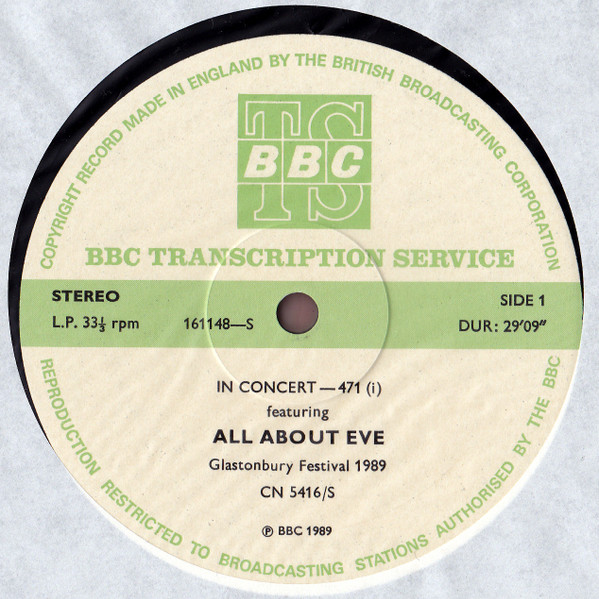 COPYRIGHT RECORD MADE IN ENGLAND BY THE BRITISH BROADCASTING CORPORATION
TS
BBC
BBC TRANSCRIPTION SERVICE
STEREO
SIDE 1
L.P. 33⅓ rpm
161148—S
DUR: 29'09"
IN CONCERT — 471 (i)
featuring
ALL ABOUT EVE
Glastonbury Festival 1989
CN 5416/S
℗ BBC 1989
REPRODUCTION RESTRICTED TO BROADCASTING STATIONS AUTHORISED BY THE BBC